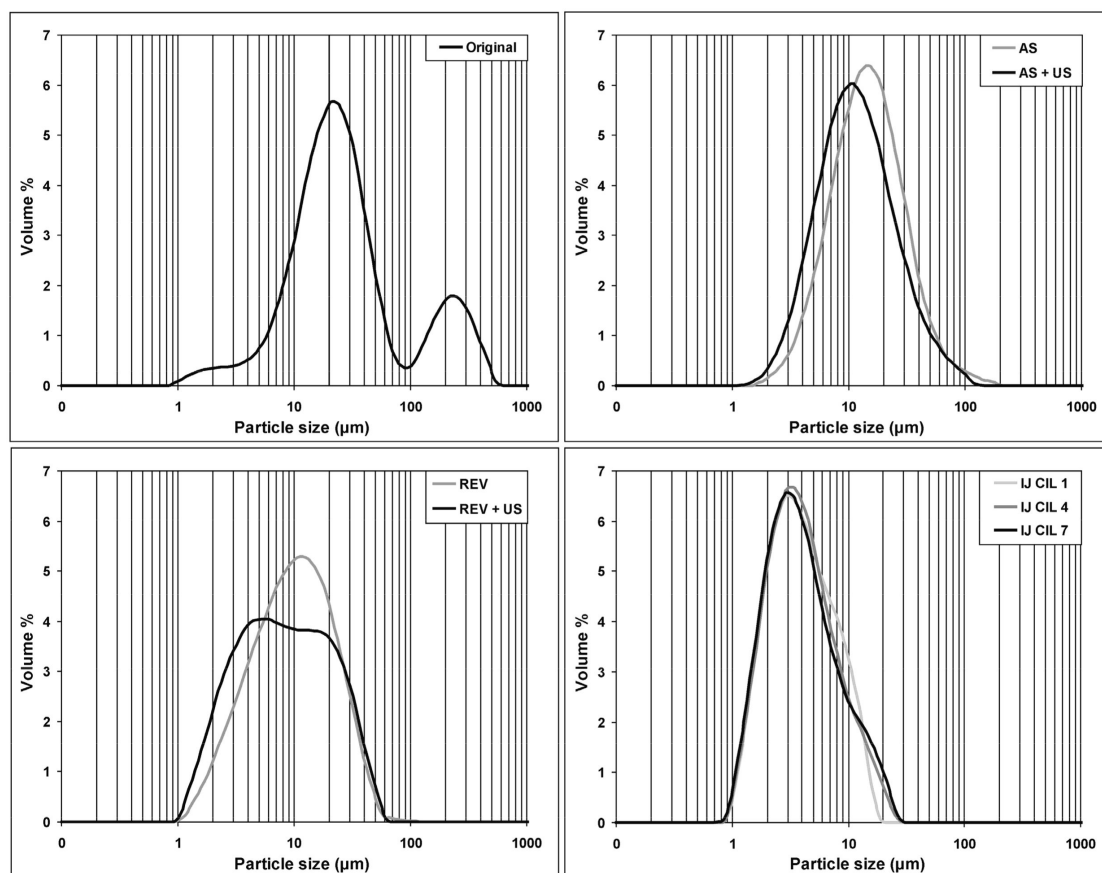 7
6
5
4
3
2
1
0
Volume %
Original
0 1 10 100 1000
Particle size (µm)
7
6
5
4
3
2
1
0
Volume %
AS
AS + US
0 1 10 100 1000
Particle size (µm)
7
6
5
4
3
2
1
0
Volume %
REV
REV + US
0 1 10 100 1000
Particle size (µm)
7
6
5
4
3
2
1
0
Volume %
IJ CIL 1
IJ CIL 4
IJ CIL 7
0 1 10 100 1000
Particle size (µm)